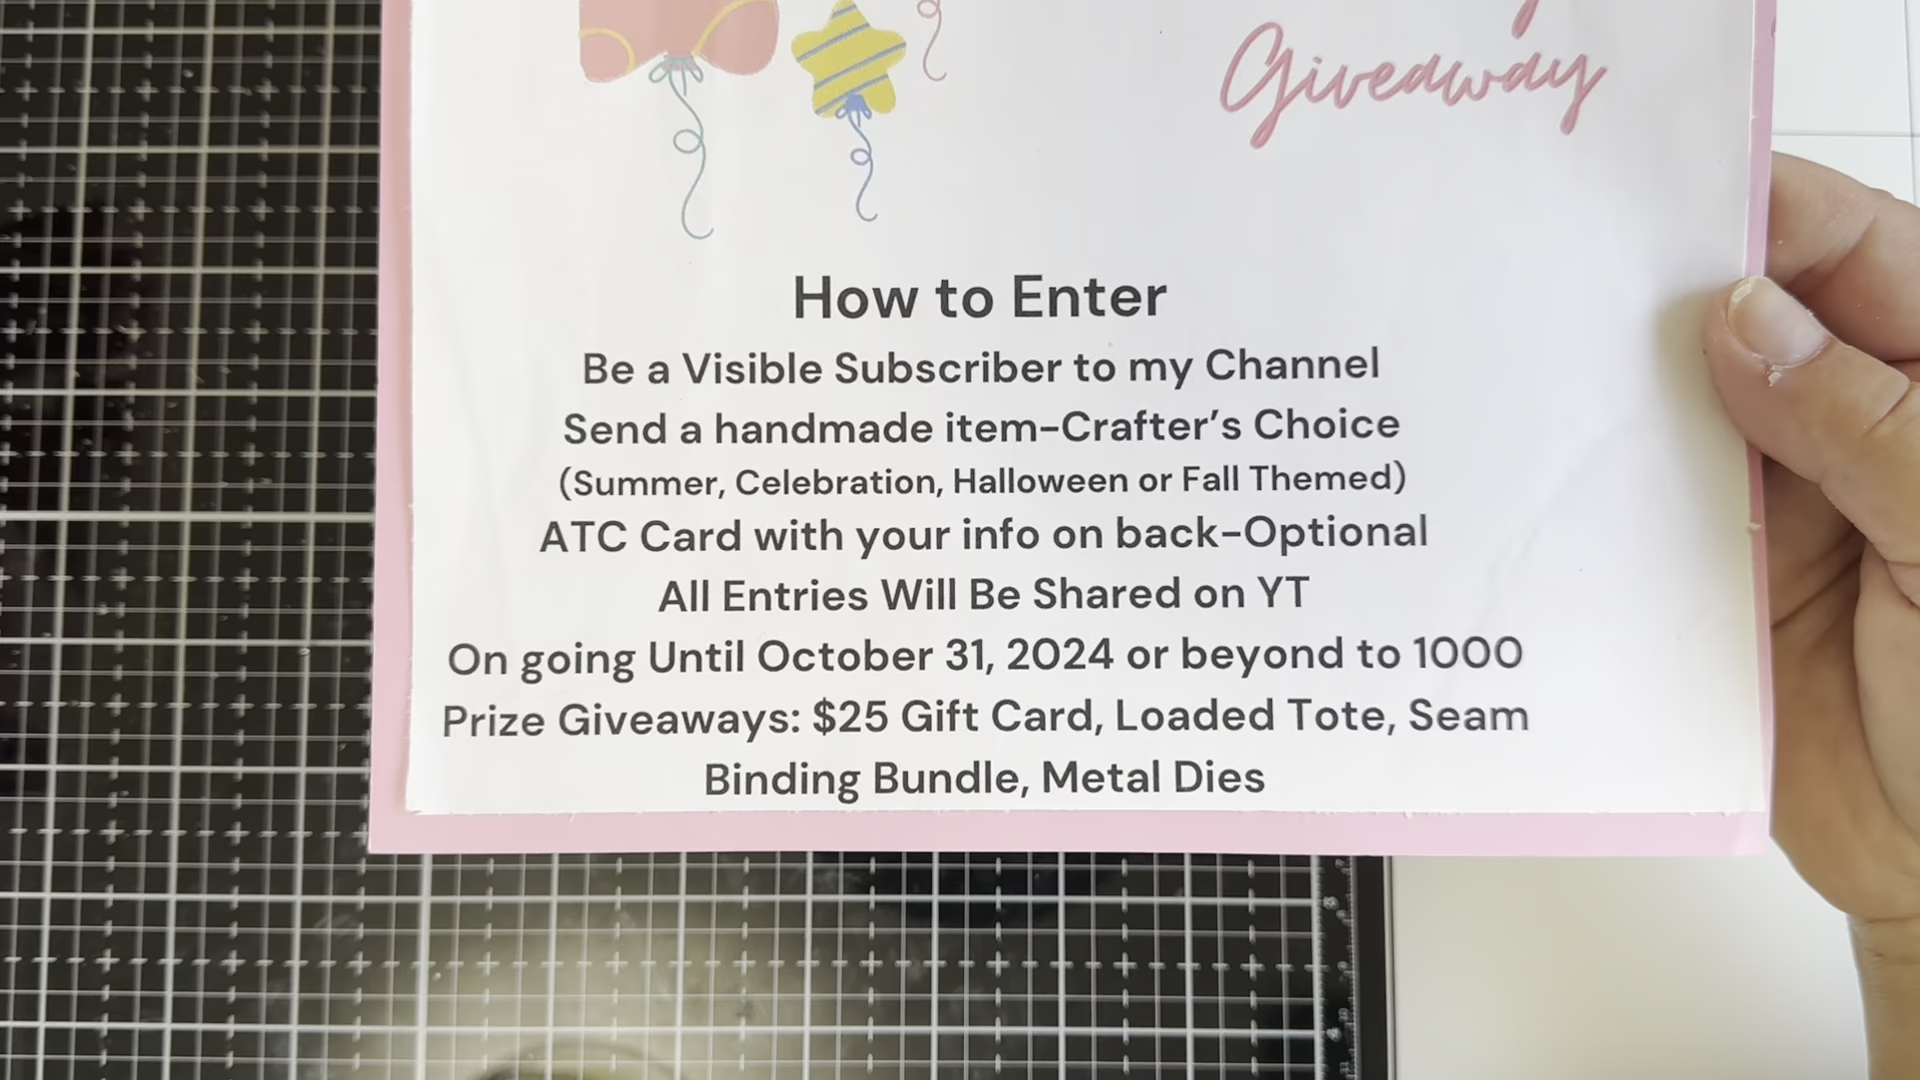 Giveaway
How to Enter
Be a Visible Subscriber to my Channel
Send a handmade item-Crafter's Choice
(Summer, Celebration, Halloween or Fall Themed)
ATC Card with your info on back-Optional
All Entries Will Be Shared on YT
On going Until October 31, 2024 or beyond to 1000
Prize Giveaways: $25 Gift Card, Loaded Tote, Seam
Binding Bundle, Metal Dies